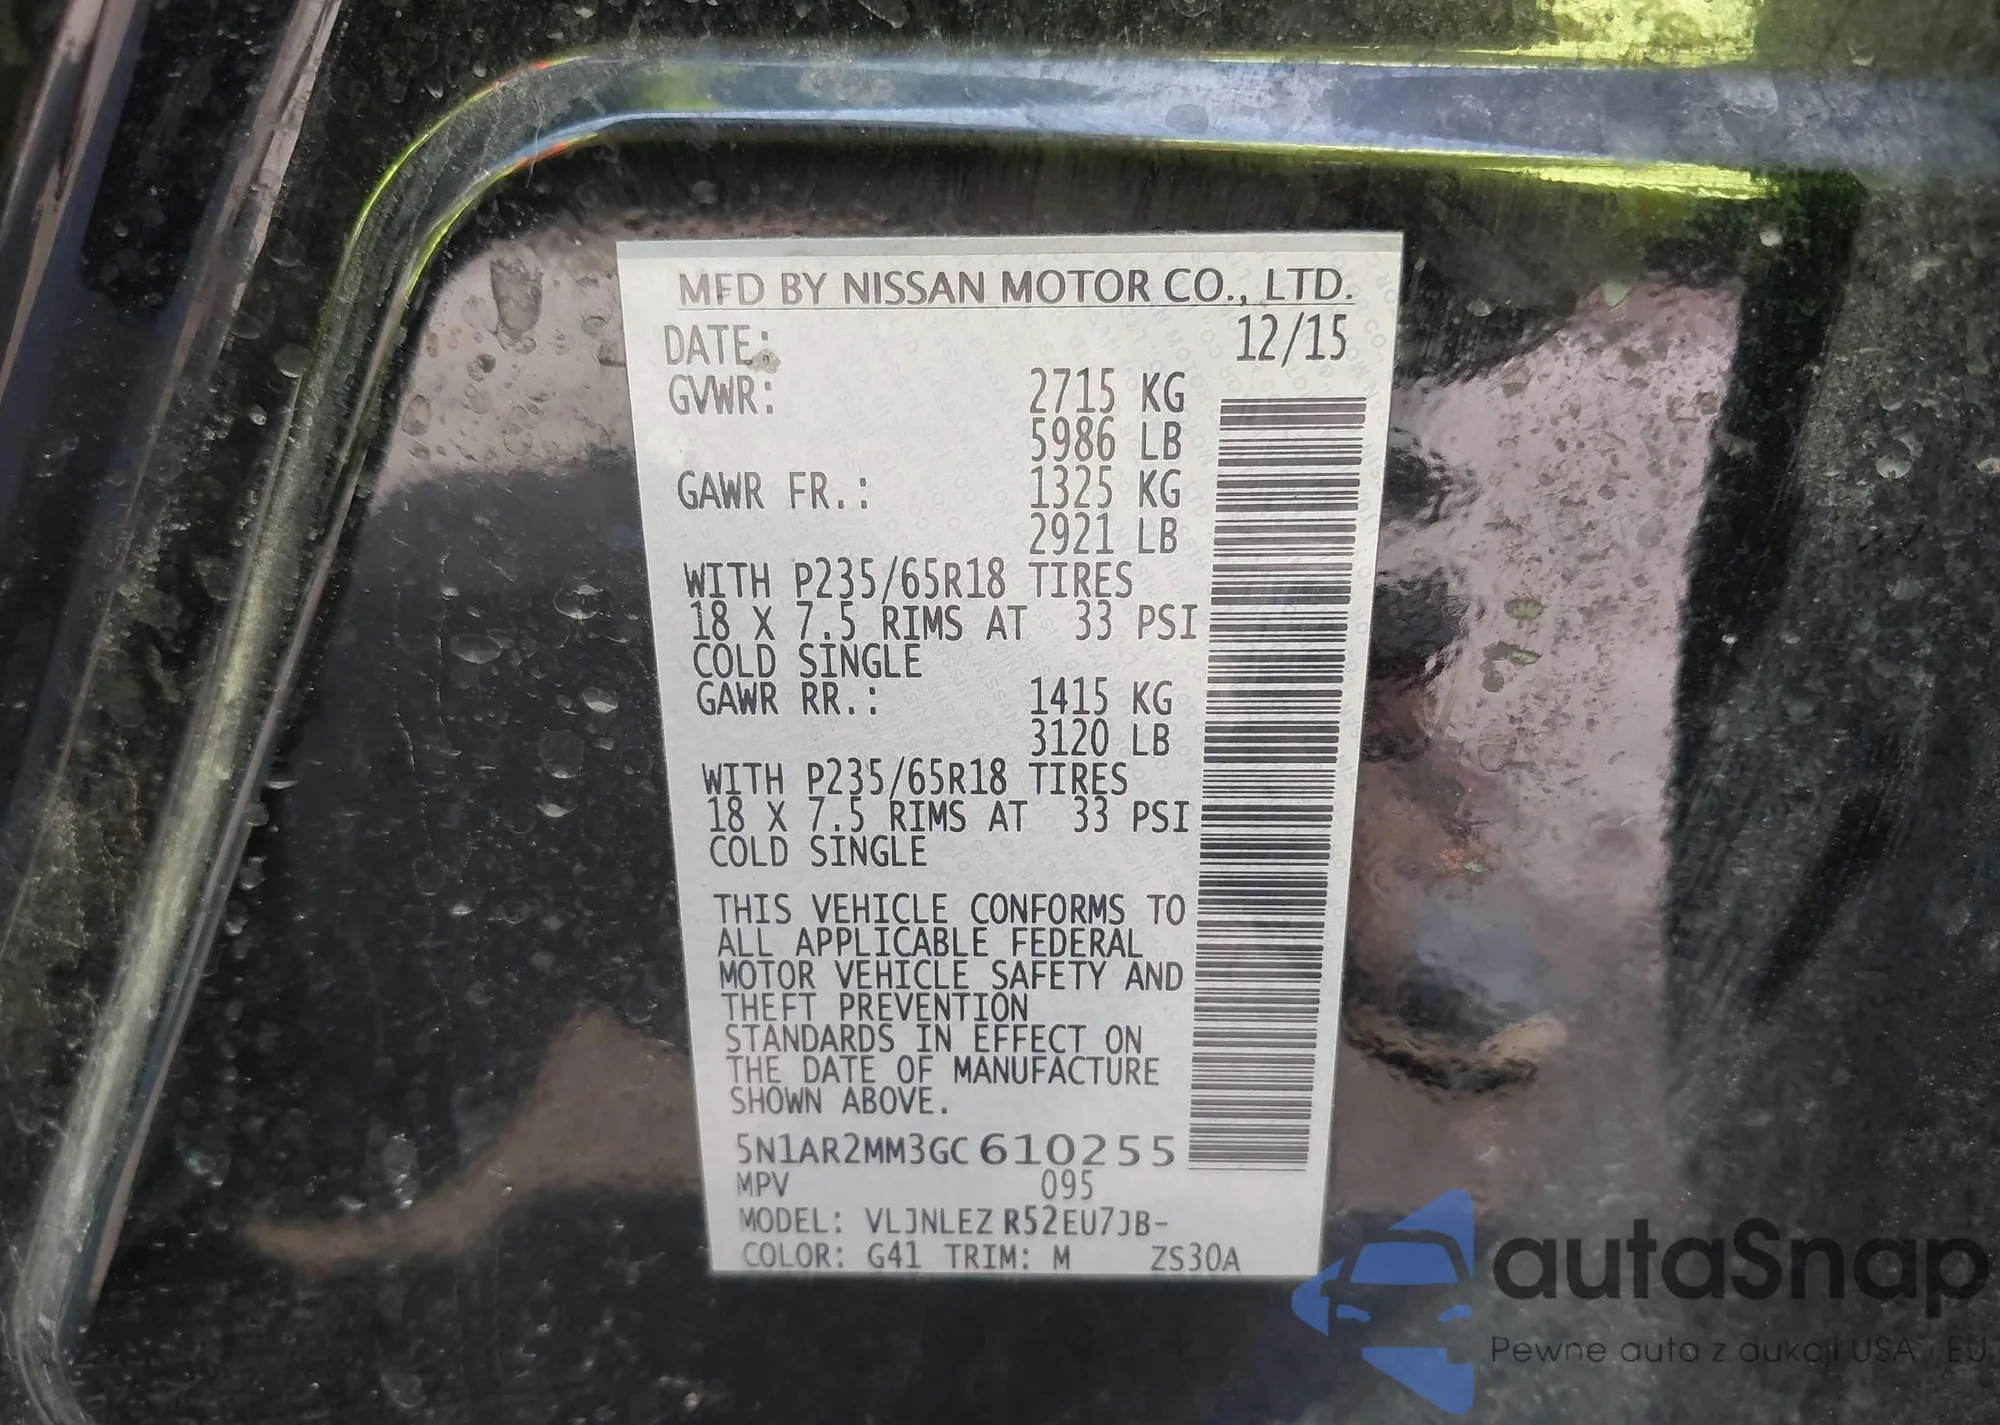 MFD BY NISSAN MOTOR CO., LTD.
DATE: 12/15
GVWR: 2715 KG
5986 LB
GAWR FR.: 1325 KG
2921 LB
WITH P235/65R18 TIRES
18 X 7.5 RIMS AT 33 PSI
COLD SINGLE
GAWR RR.: 1415 KG
3120 LB
WITH P235/65R18 TIRES
18 X 7.5 RIMS AT 33 PSI
COLD SINGLE
THIS VEHICLE CONFORMS TO
ALL APPLICABLE FEDERAL
MOTOR VEHICLE SAFETY AND
THEFT PREVENTION
STANDARDS IN EFFECT ON
THE DATE OF MANUFACTURE
SHOWN ABOVE.
5N1AR2MM3GC610255
MPV 095
MODEL: VLJNLEZ R52EU7JB-
COLOR: G41 TRIM: M ZS30A
autaSnap
Pewne auta z aukcji USA i EU